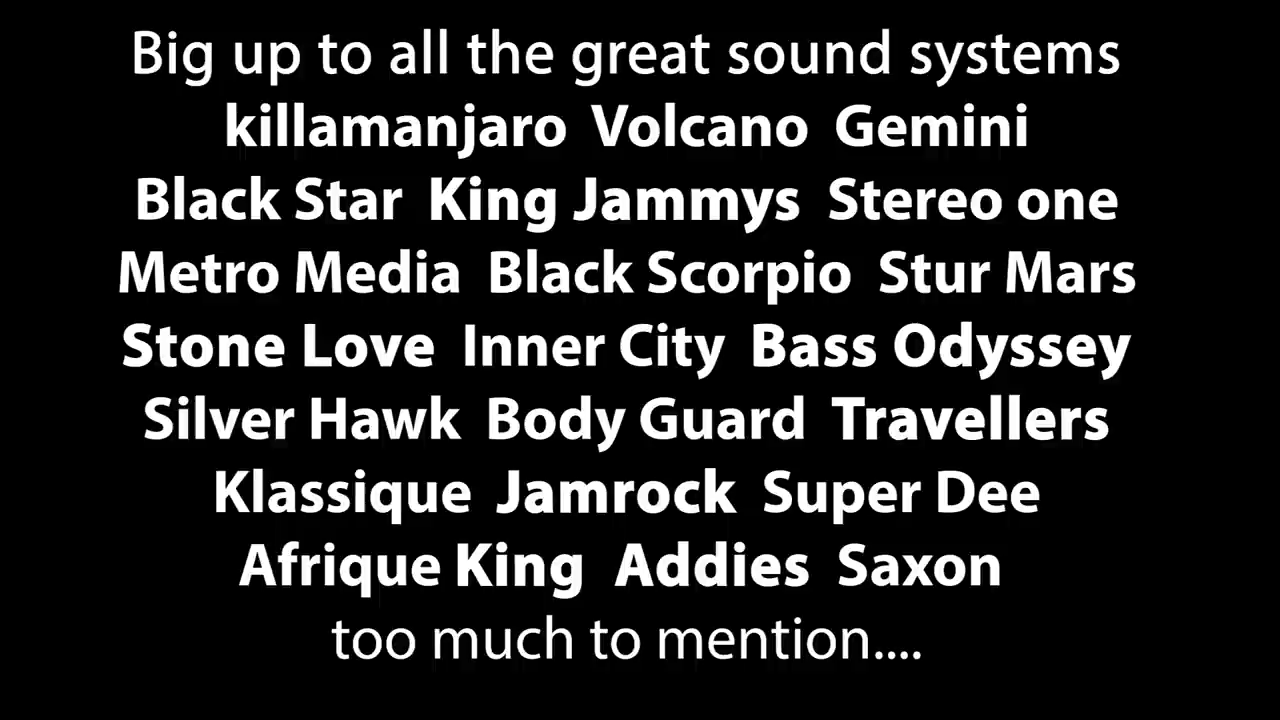 Big up to all the great sound systems
killamanjaro Volcano Gemini
Black Star King Jammys Stereo one
Metro Media Black Scorpio Stur Mars
Stone Love Inner City Bass Odyssey
Silver Hawk Body Guard Travellers
Klassique Jamrock Super Dee
Afrique King Addies Saxon
too much to mention....